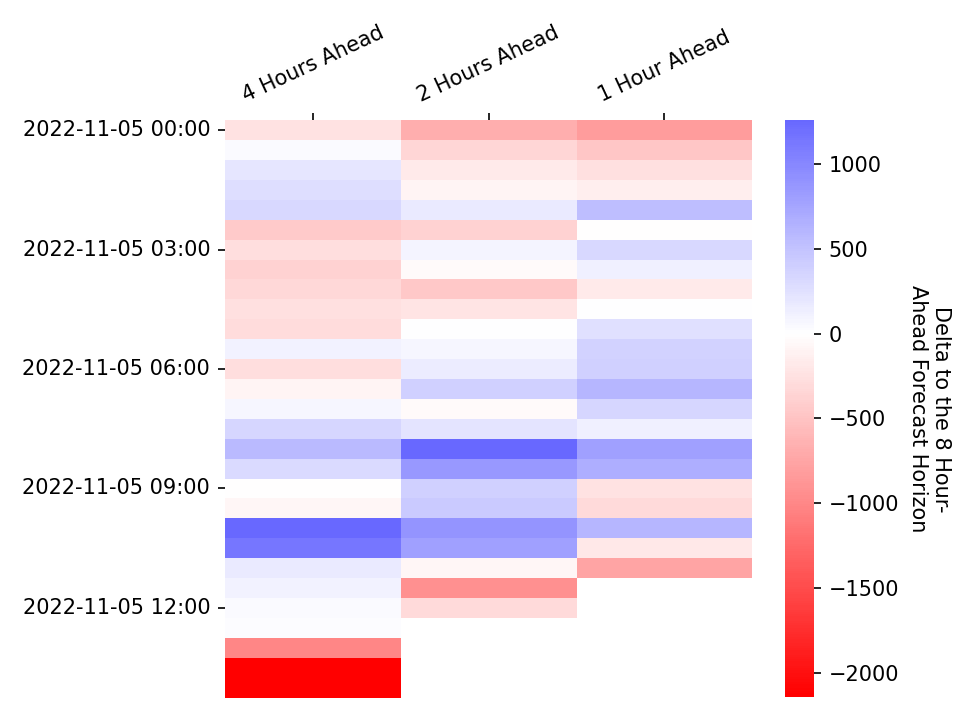 4 Hours Ahead
2 Hours Ahead
1 Hour Ahead
2022-11-05 00:00
2022-11-05 03:00
2022-11-05 06:00
2022-11-05 09:00
2022-11-05 12:00
1000
500
0
−500
−1000
−1500
−2000
Delta to the 8 Hour-
Ahead Forecast Horizon